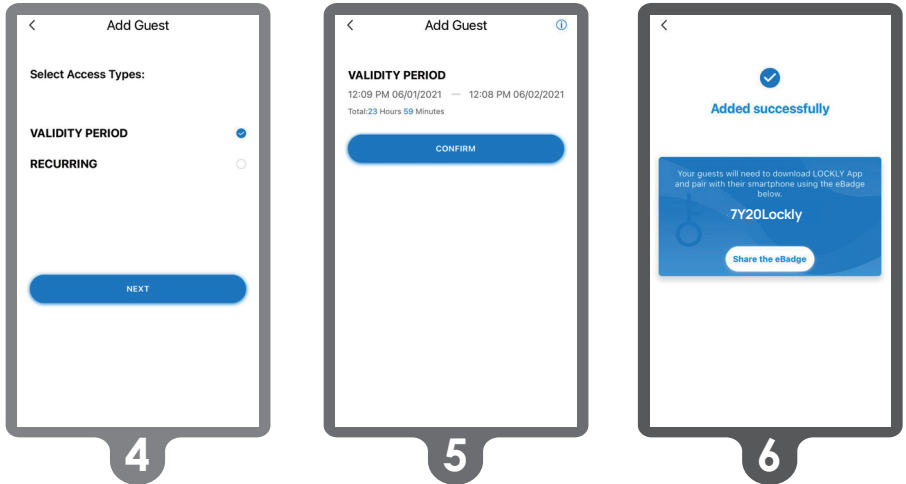 Add Guest
Select Access Types:
VALIDITY PERIOD
RECURRING
NEXT
4
Add Guest
VALIDITY PERIOD
12:09 PM 06/01/2021 — 12:08 PM 06/02/2021
Total:23 Hours 59 Minutes
CONFIRM
5
Added successfully
Your guests will need to download LOCKLY App
and pair with their smartphone using the eBadge
below.
7Y20Lockly
Share the eBadge
6